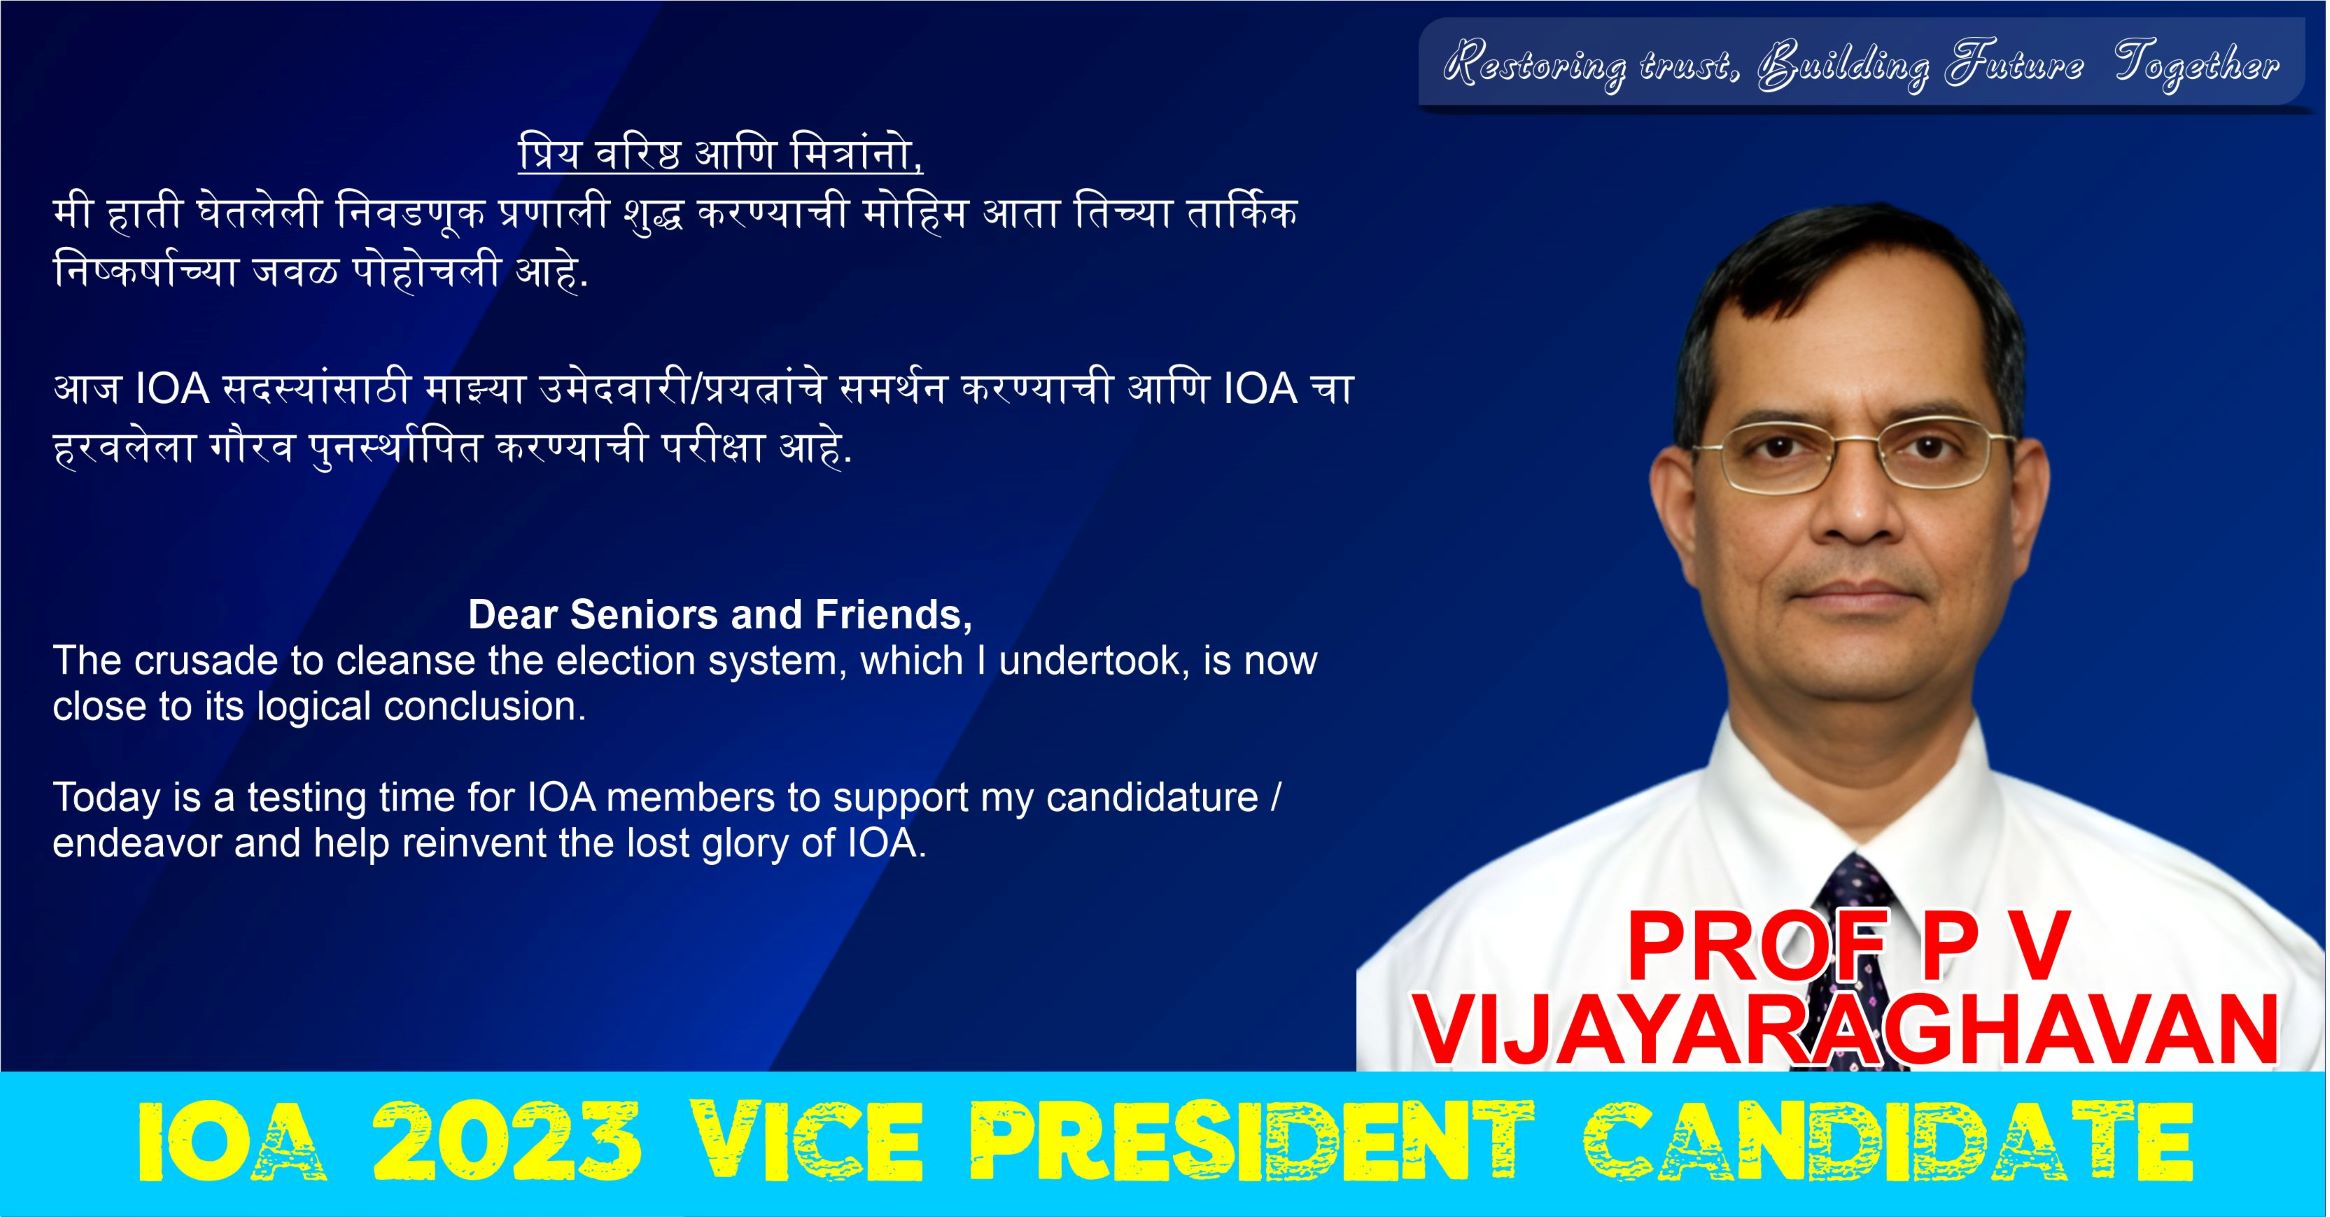 Restoring trust, Building Future Together
प्रिय वरिष्ठ आणि मित्रांनो,
मी हाती घेतलेली निवडणूक प्रणाली शुद्ध करण्याची मोहिम आता तिच्या तार्किक
निष्कर्षाच्या जवळ पोहोचली आहे.
आज IOA सदस्यांसाठी माझ्या उमेदवारी/प्रयत्नांचे समर्थन करण्याची आणि IOA चा
हरवलेला गौरव पुनर्स्थापित करण्याची परीक्षा आहे.
Dear Seniors and Friends,
The crusade to cleanse the election system, which I undertook, is now
close to its logical conclusion.
Today is a testing time for IOA members to support my candidature /
endeavor and help reinvent the lost glory of IOA.
PROF P V
VIJAYARAGHAVAN
IOA 2023 VICE PRESIDENT CANDIDATE